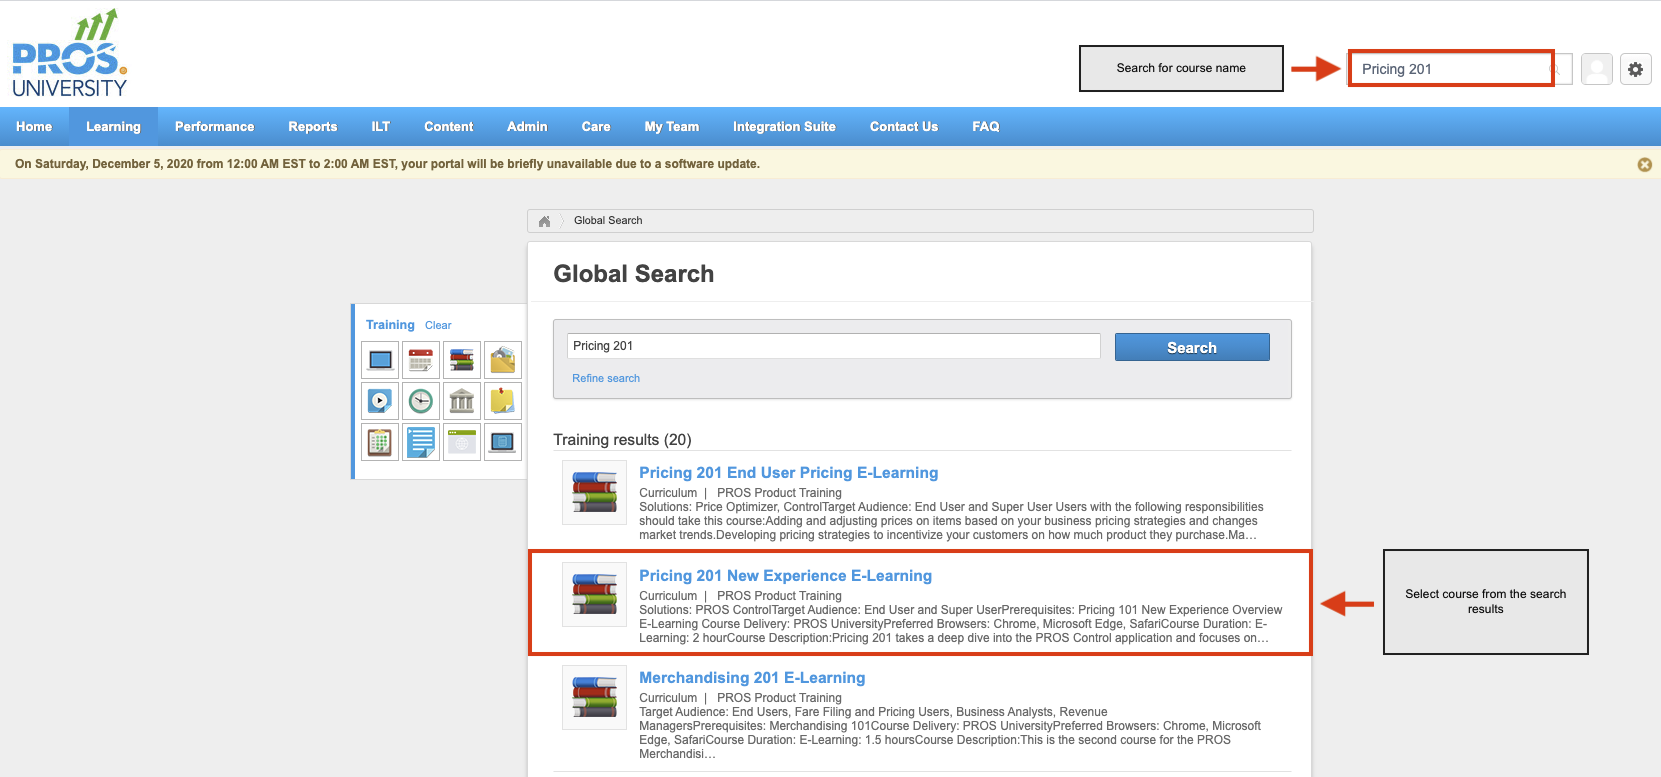 PROS
UNIVERSITY
Search for course name
Pricing 201
Home Learning Performance Reports ILT Content Admin Care My Team Integration Suite Contact Us FAQ
On Saturday, December 5, 2020 from 12:00 AM EST to 2:00 AM EST, your portal will be briefly unavailable due to a software update.
Global Search
Global Search
Training Clear
Pricing 201
Search
Refine search
Training results (20)
Pricing 201 End User Pricing E-Learning
Curriculum | PROS Product Training
Solutions: Price Optimizer, ControlTarget Audience: End User and Super User Users with the following responsibilities
should take this course:Adding and adjusting prices on items based on your business pricing strategies and changes
market trends.Developing pricing strategies to incentivize your customers on how much product they purchase.Ma…
Pricing 201 New Experience E-Learning
Curriculum | PROS Product Training
Solutions: PROS ControlTarget Audience: End User and Super UserPrerequisites: Pricing 101 New Experience Overview
E-Learning Course Delivery: PROS UniversityPreferred Browsers: Chrome, Microsoft Edge, SafariCourse Duration: E-
Learning: 2 hourCourse Description:Pricing 201 takes a deep dive into the PROS Control application and focuses on…
Select course from the search
results
Merchandising 201 E-Learning
Curriculum | PROS Product Training
Target Audience: End Users, Fare Filing and Pricing Users, Business Analysts, Revenue
ManagersPrerequisites: Merchandising 101Course Delivery: PROS UniversityPreferred Browsers: Chrome, Microsoft
Edge, SafariCourse Duration: E-Learning: 1.5 hoursCourse Description:This is the second course for the PROS
Merchandisi…